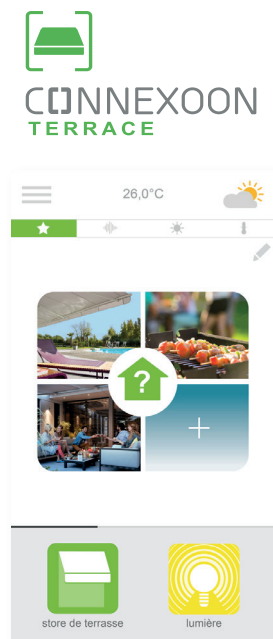 CONNEXOON
TERRACE
26,0°C
?
+
store de terrasse
lumière